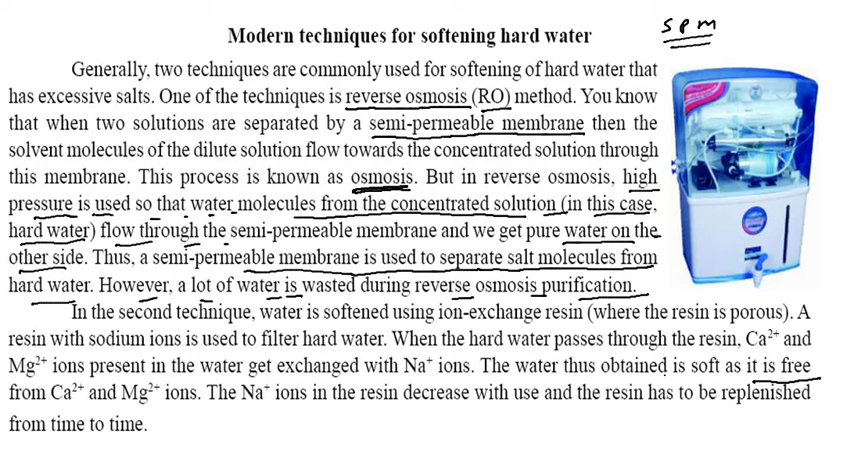 Modern techniques for softening hard water
SPM
Generally, two techniques are commonly used for softening of hard water that
has excessive salts. One of the techniques is reverse osmosis (RO) method. You know
that when two solutions are separated by a semi-permeable membrane then the
solvent molecules of the dilute solution flow towards the concentrated solution through
this membrane. This process is known as osmosis. But in reverse osmosis, high
pressure is used so that water molecules from the concentrated solution (in this case,
hard water) flow through the semi-permeable membrane and we get pure water on the
other side. Thus, a semi-permeable membrane is used to separate salt molecules from
hard water. However, a lot of water is wasted during reverse osmosis purification.
In the second technique, water is softened using ion-exchange resin (where the resin is porous). A
resin with sodium ions is used to filter hard water. When the hard water passes through the resin, Ca²⁺ and
Mg²⁺ ions present in the water get exchanged with Na⁺ ions. The water thus obtained is soft as it is free
from Ca²⁺ and Mg²⁺ ions. The Na⁺ ions in the resin decrease with use and the resin has to be replenished
from time to time.